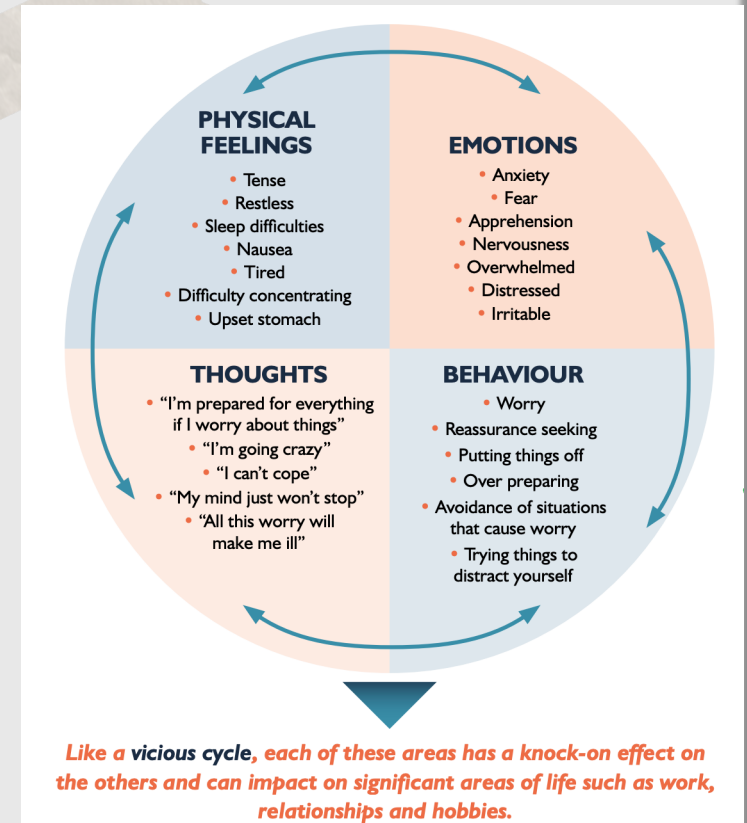 PHYSICAL
FEELINGS
• Tense
• Restless
• Sleep difficulties
• Nausea
• Tired
• Difficulty concentrating
• Upset stomach
EMOTIONS
• Anxiety
• Fear
• Apprehension
• Nervousness
• Overwhelmed
• Distressed
• Irritable
THOUGHTS
• “I’m prepared for everything
if I worry about things”
• “I’m going crazy”
• “I can’t cope”
• “My mind just won’t stop”
• “All this worry will
make me ill”
BEHAVIOUR
• Worry
• Reassurance seeking
• Putting things off
• Over preparing
• Avoidance of situations
that cause worry
• Trying things to
distract yourself
Like a vicious cycle, each of these areas has a knock-on effect on
the others and can impact on significant areas of life such as work,
relationships and hobbies.